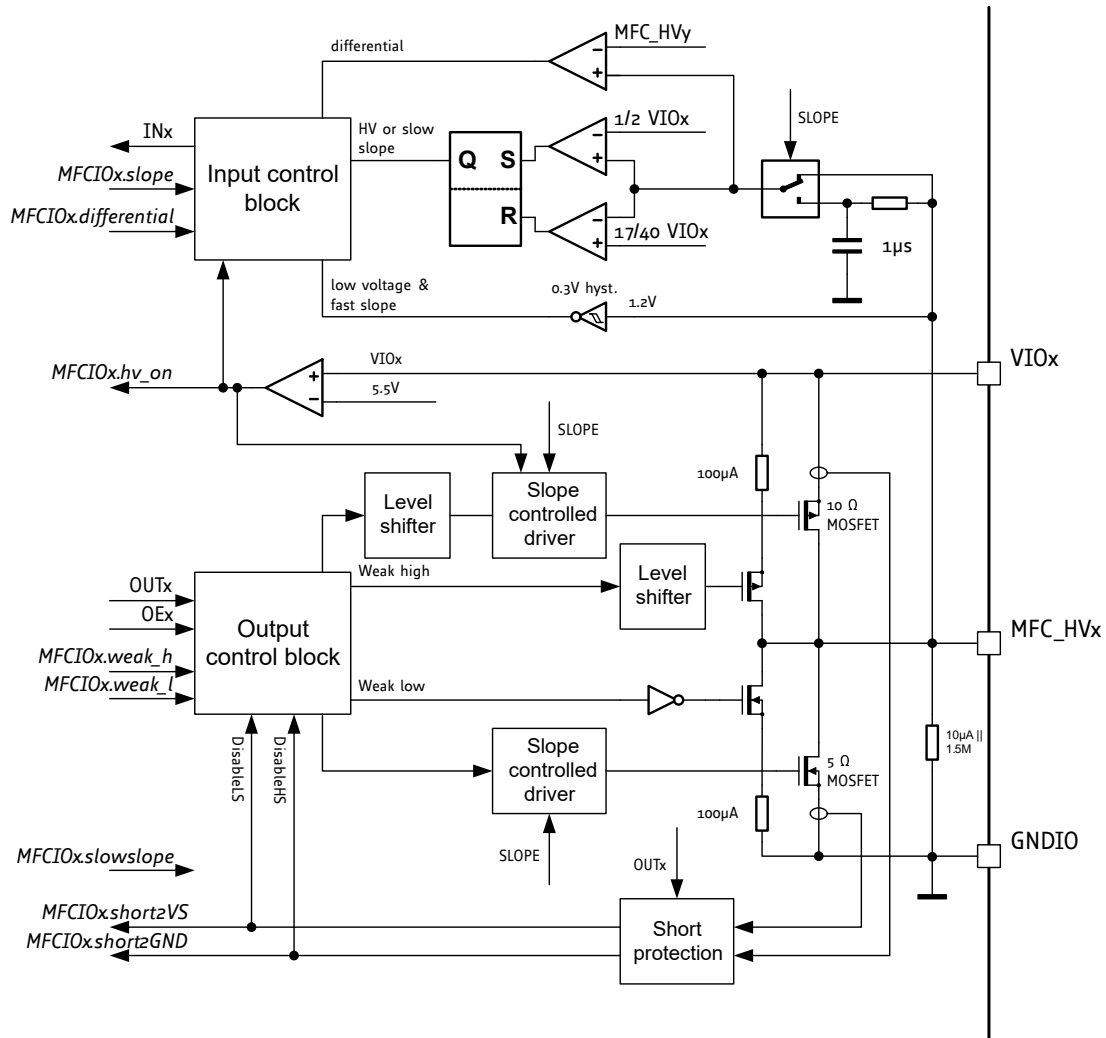 MFC_HVy
differential
SLOPE
INx
HV or slow
slope
1/2 VIOx
Q
S
R
MFCIOx.slope
Input control
block
MFCIOx.differential
17/40 VIOx
1µs
low voltage &
fast slope
0.3V hyst.
1.2V
VIOx
VIOx
MFCIOx.hv_on
5.5V
SLOPE
100µA
Level
shifter
Slope
controlled
driver
10 Ω
MOSFET
Weak high
Level
shifter
OUTx
OEx
Output
control block
MFC_HVx
MFCIOx.weak_h
MFCIOx.weak_l
Weak low
DisableLS
DisableHS
Slope
controlled
driver
5 Ω
MOSFET
10µA ||
1.5M
100µA
SLOPE
GNDIO
MFCIOx.slowslope
OUTx
MFCIOx.short2VS
MFCIOx.short2GND
Short
protection